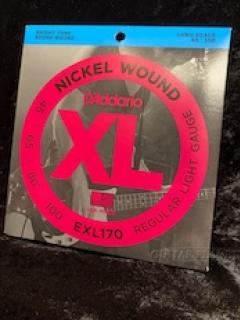 BRIGHT TONE
ROUND WOUND
LONG SCALE
45-100
NICKEL WOUND
D'Addario
XL
45
65
80
100
EXL170
REGULAR LIGHT GAUGE